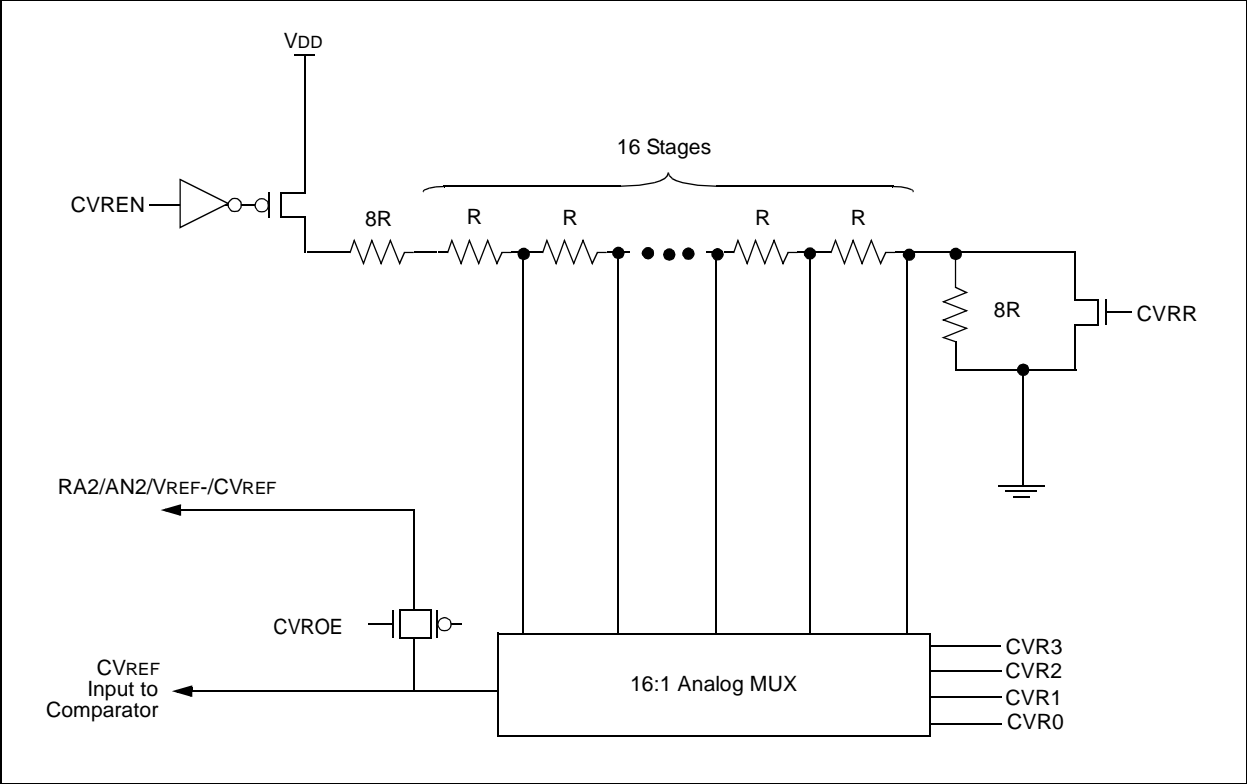 VDD
16 Stages
CVREN
8R
R
R
R
R
8R
CVRR
RA2/AN2/VREF-/CVREF
CVROE
CVREF
Input to
Comparator
16:1 Analog MUX
CVR3
CVR2
CVR1
CVR0